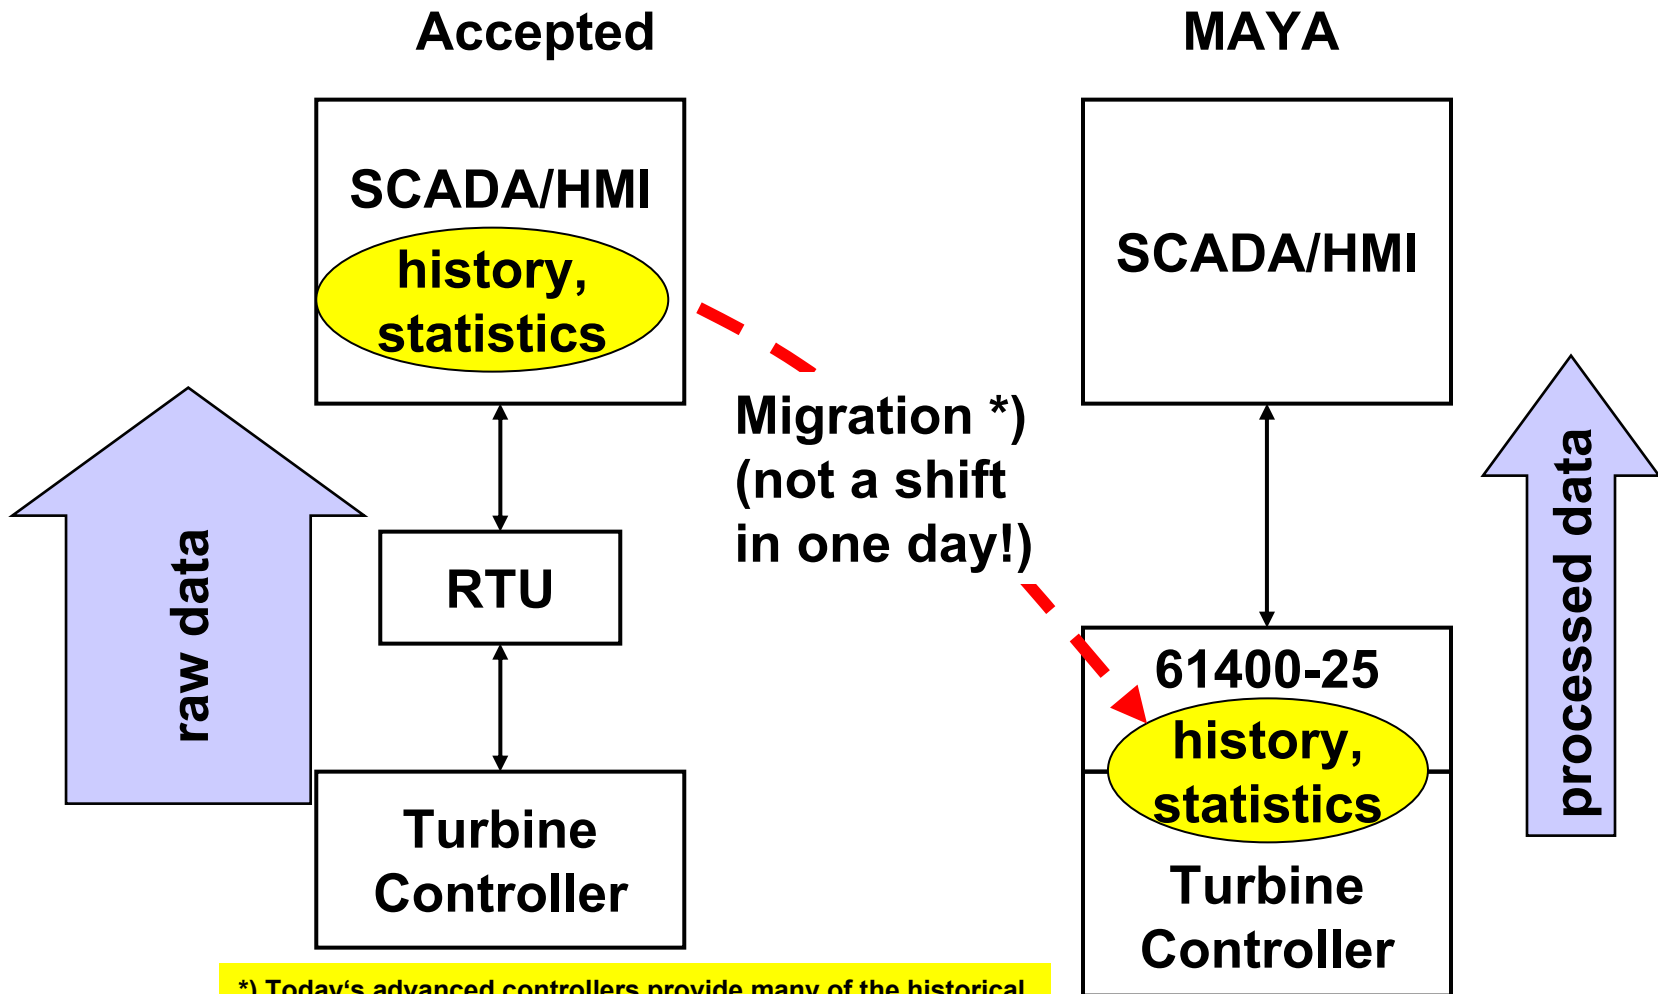 Accepted
MAYA
SCADA/HMI
history,
statistics
RTU
Turbine
Controller
raw data
Migration *)
(not a shift
in one day!)
SCADA/HMI
61400-25
history,
statistics
Turbine
Controller
processed data
*) Today‘s advanced controllers provide many of the historical